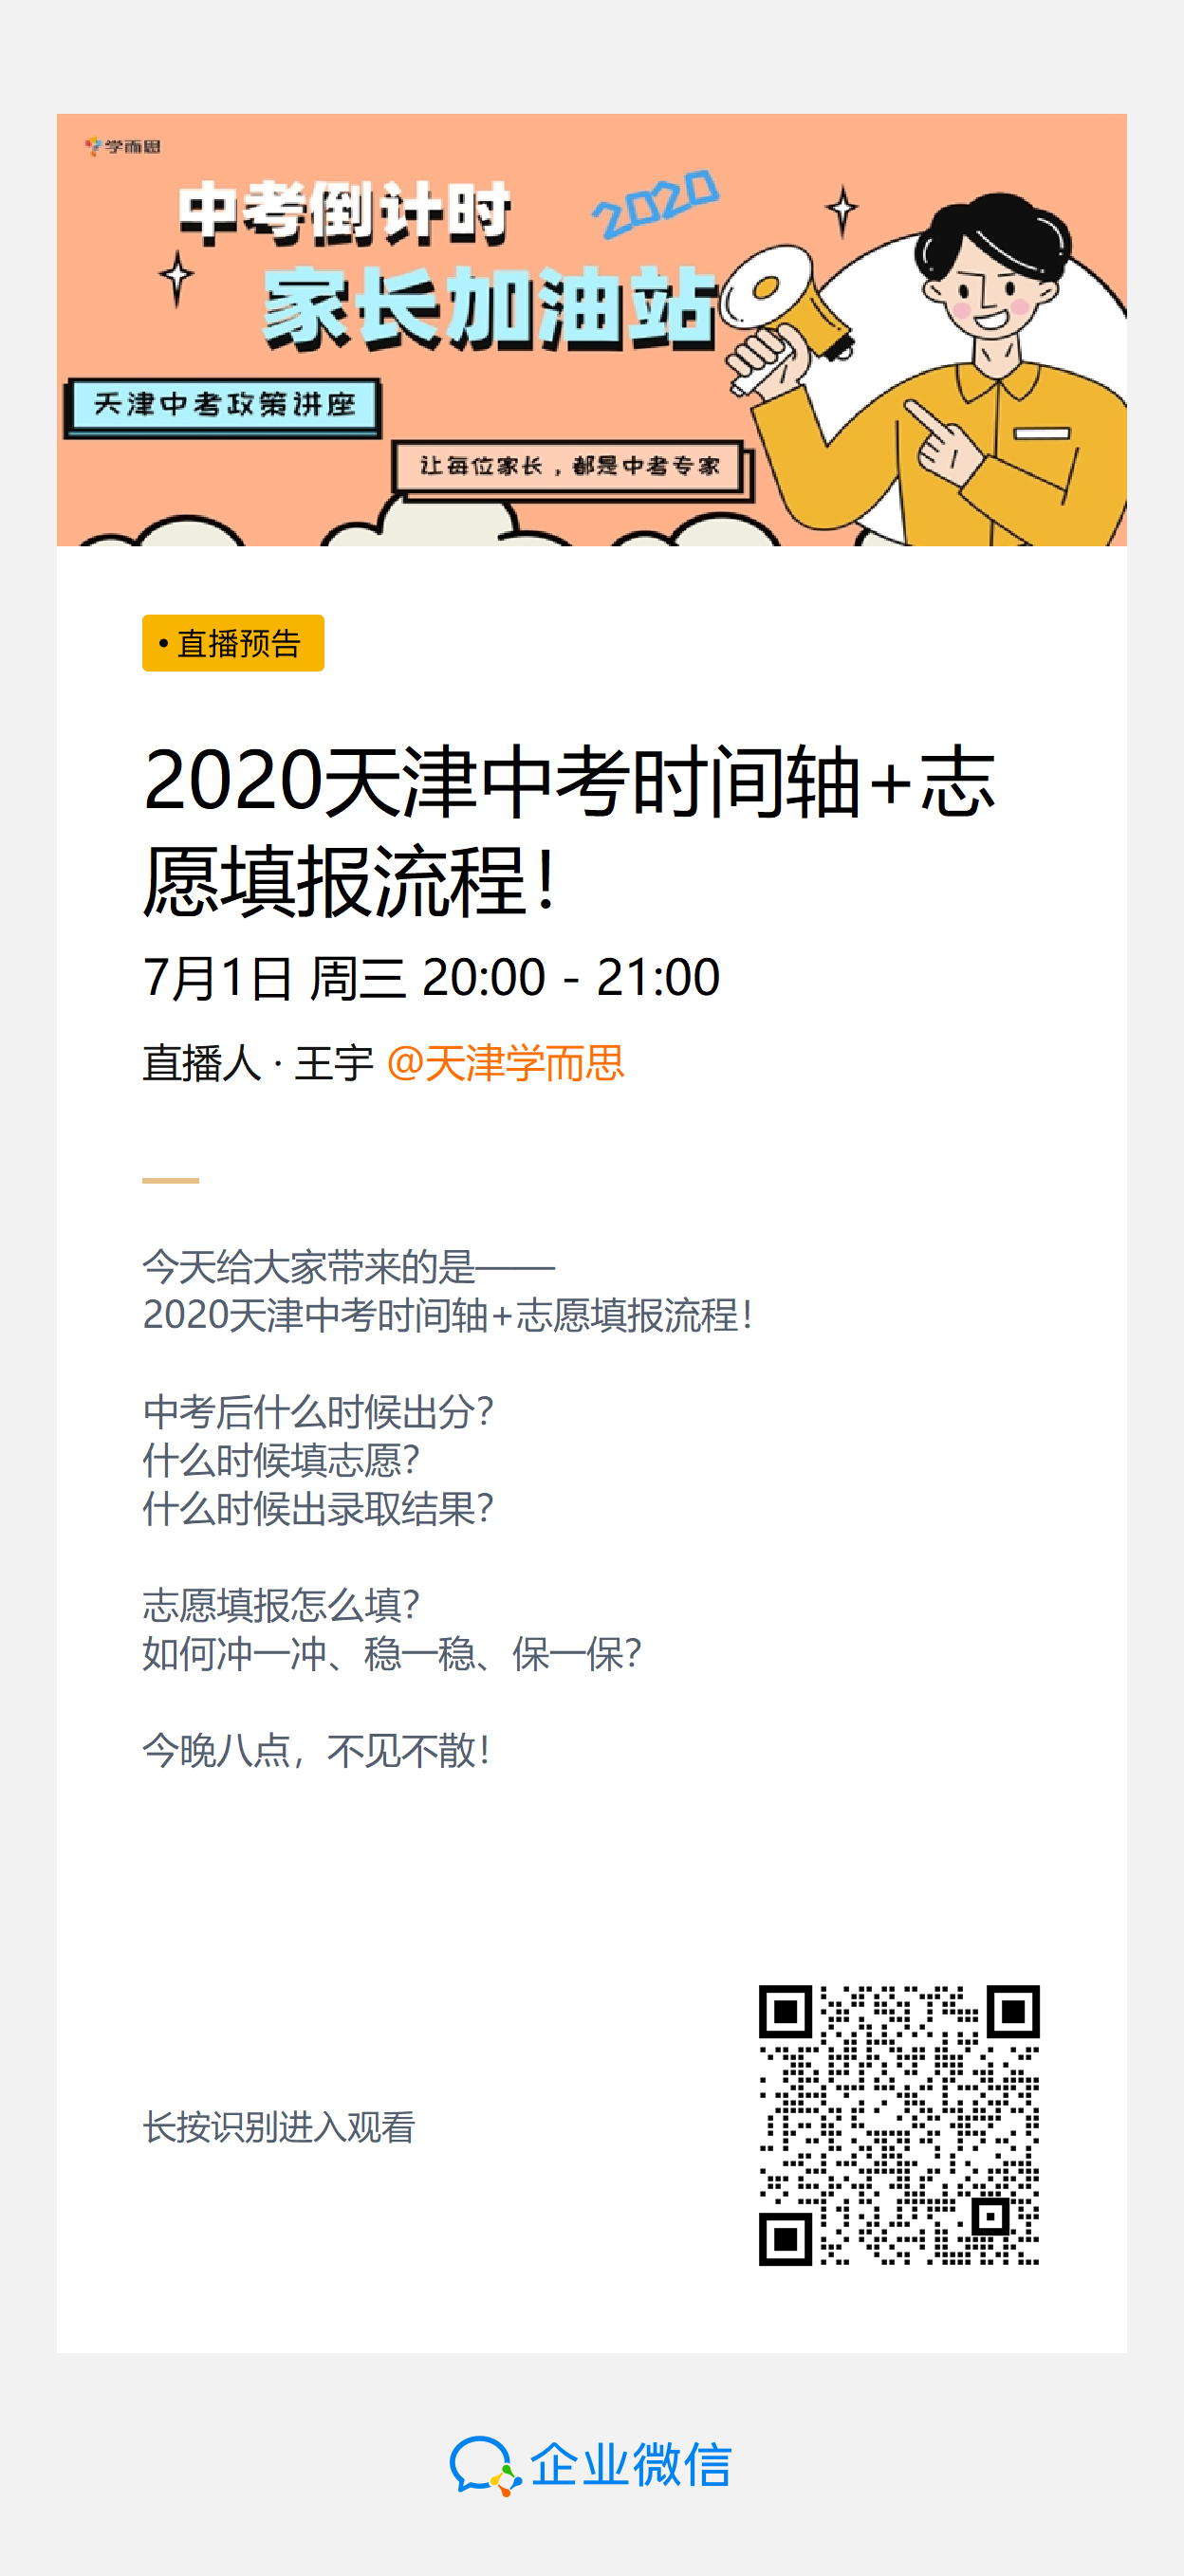 学而思
中考倒计时
2020
家长加油站
天津中考政策讲座
让每位家长，都是中考专家
• 直播预告
2020天津中考时间轴+志
愿填报流程！
7月1日 周三 20:00 - 21:00
直播人 · 王宇 @天津学而思
今天给大家带来的是——
2020天津中考时间轴+志愿填报流程！
中考后什么时候出分？
什么时候填志愿？
什么时候出录取结果？
志愿填报怎么填？
如何冲一冲、稳一稳、保一保？
今晚八点，不见不散！
长按识别进入观看
企业微信